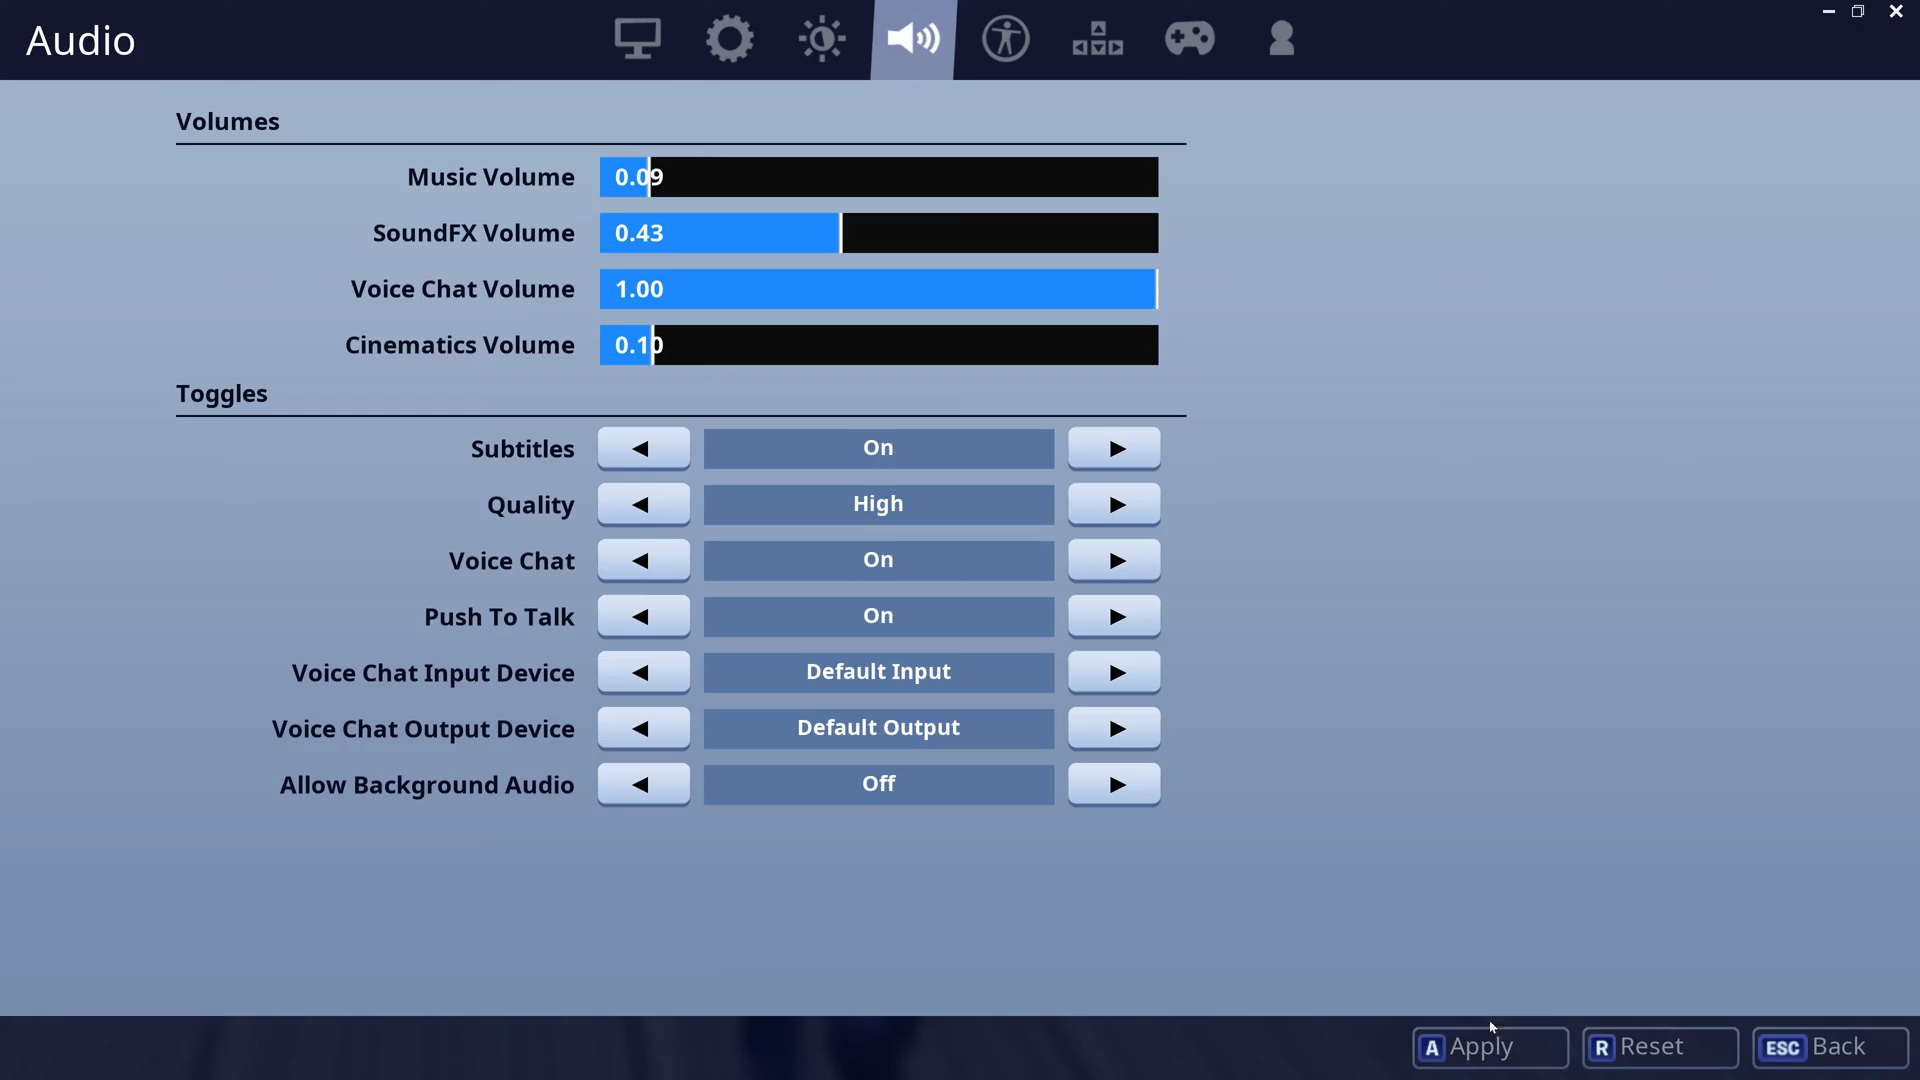 Audio
Volumes
Music Volume 0.09
SoundFX Volume 0.43
Voice Chat Volume 1.00
Cinematics Volume 0.10
Toggles
Subtitles On
Quality High
Voice Chat On
Push To Talk On
Voice Chat Input Device Default Input
Voice Chat Output Device Default Output
Allow Background Audio Off
A Apply R Reset ESC Back